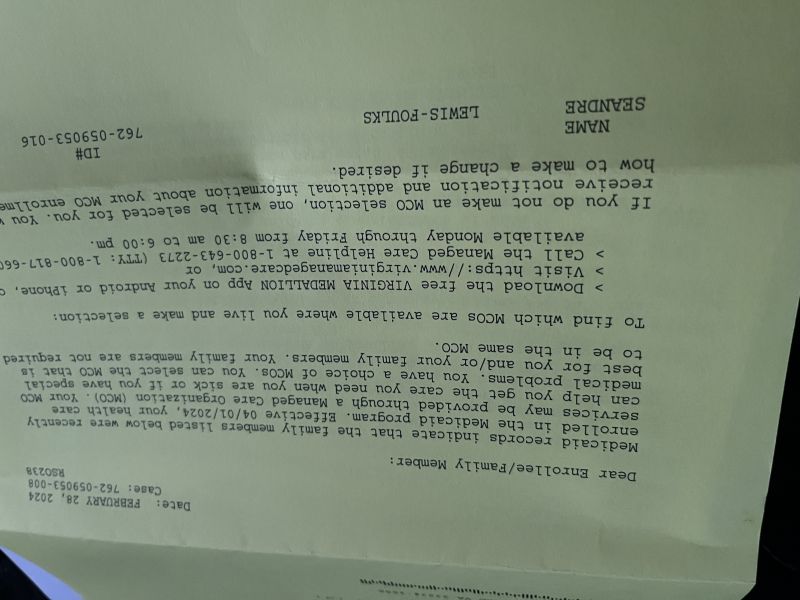 Date: FEBRUARY 28, 2024
Case: 762-059053-008
RSO238
Dear Enrollee/Family Member:
Medicaid records indicate that the family members listed below were recently
enrolled in the Medicaid program. Effective 04/01/2024, your health care
services may be provided through a Managed Care Organization (MCO). Your MCO
can help you get the care you need when you are sick or if you have special
medical problems. You have a choice of MCOs. You can select the MCO that is
best for you and/or your family members. Your family members are not required
to be in the same MCO.
To find which MCOs are available where you live and make a selection:
> Download the free VIRGINIA MEDALLION App on your Android or iPhone,
> Visit https://www.virginiamanagedcare.com, or
> Call the Managed Care Helpline at 1-800-643-2273 (TTY: 1-800-817-660
available Monday through Friday from 8:30 am to 6:00 pm.
If you do not make an MCO selection, one will be selected for you. You
receive notification and additional information about your MCO enrollme
how to make a change if desired.
NAME ID#
SEANDRE LEWIS-FOULKS 762-059053-016